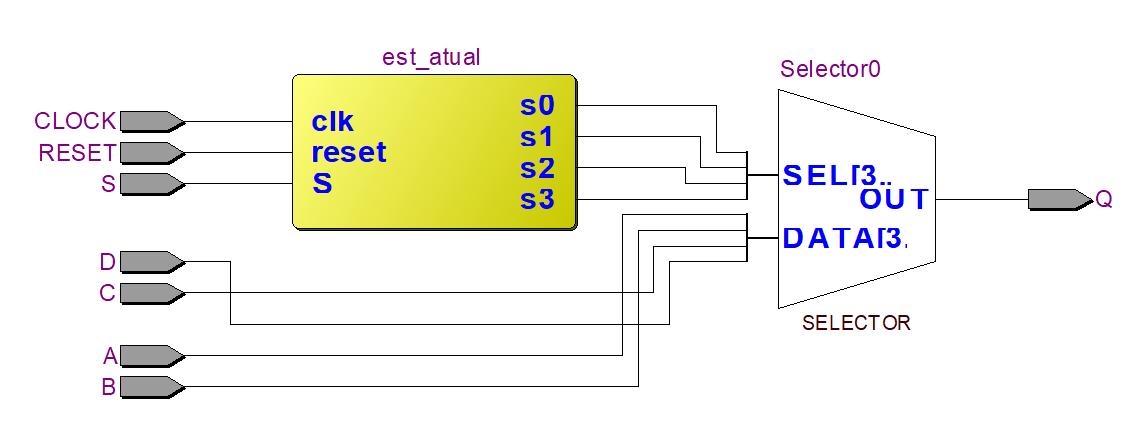 est_atual
Selector0
CLOCK
RESET
S
clk
reset
S
s0
s1
s2
s3
SEL[3..
OUT
DATA[3.
Q
D
C
A
B
SELECTOR